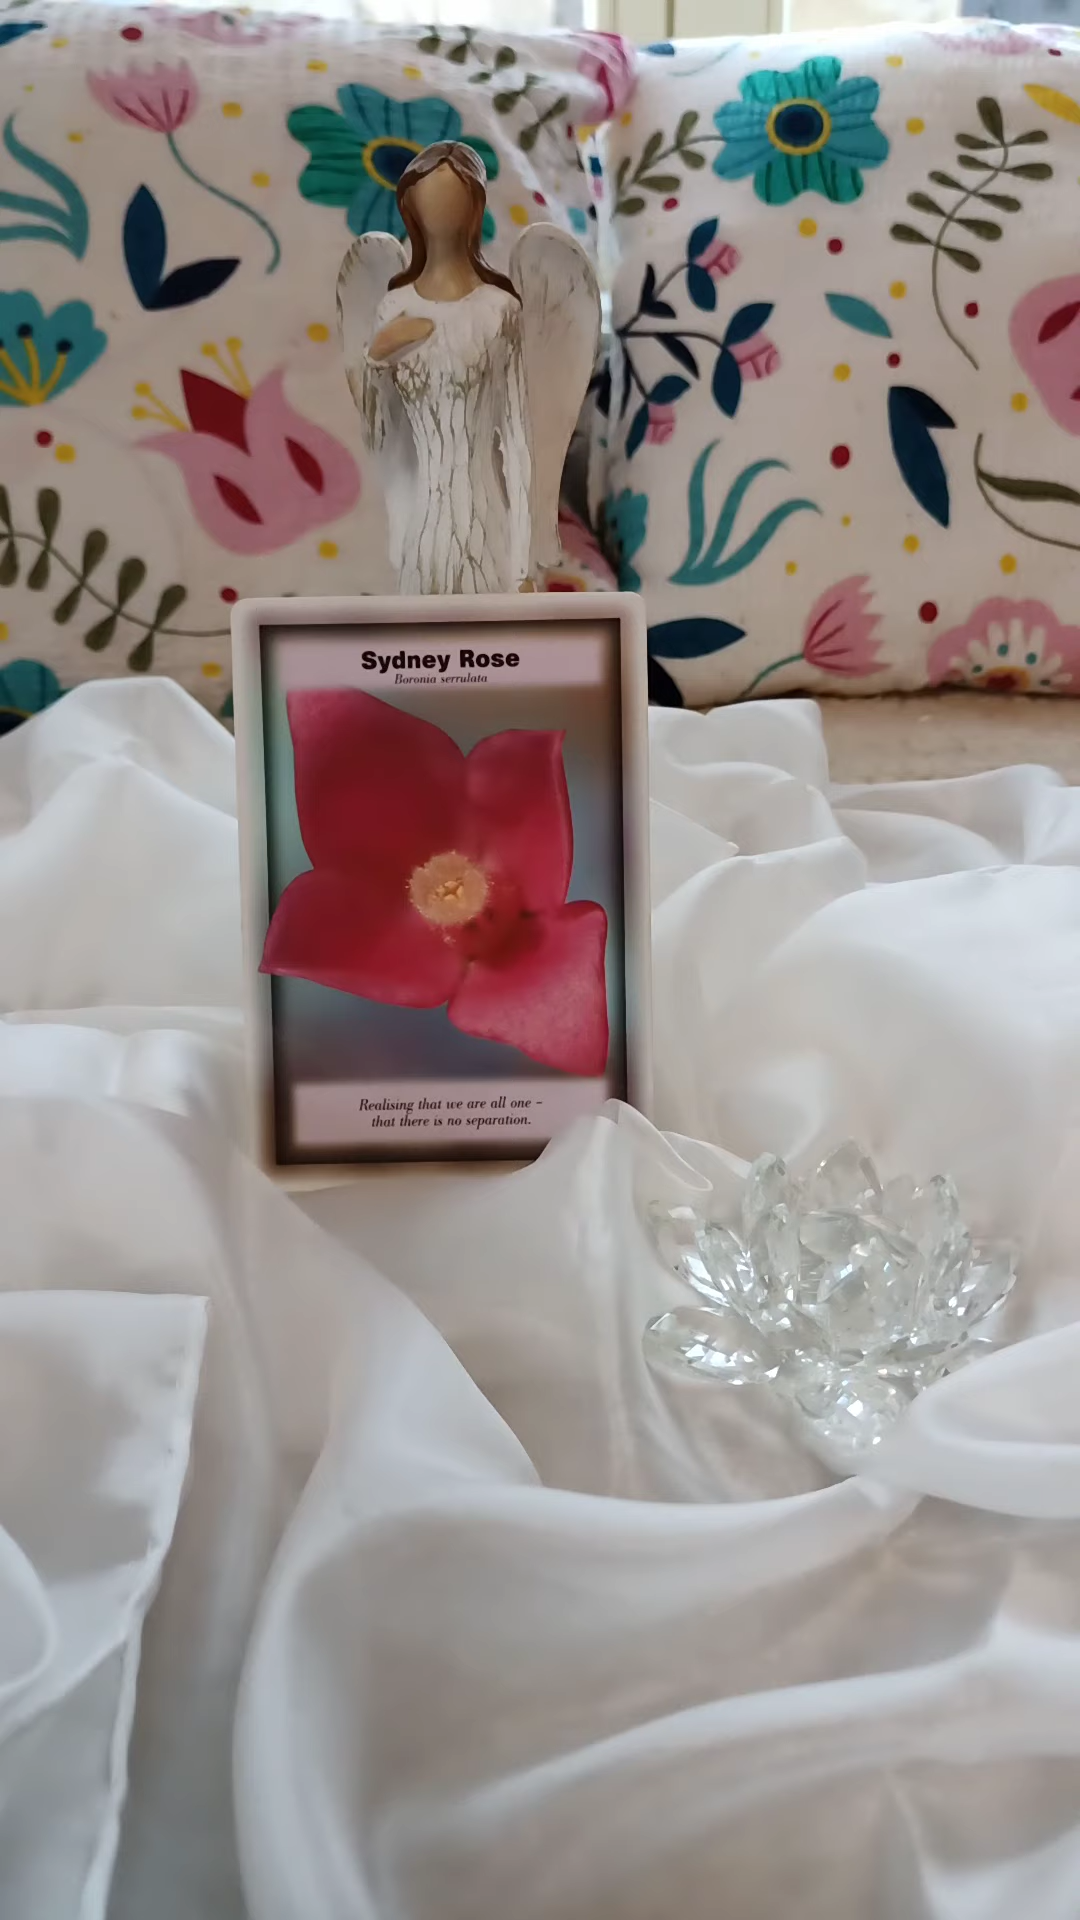 Sydney Rose
Boronia serrulata
Realising that we are all one –
that there is no separation.